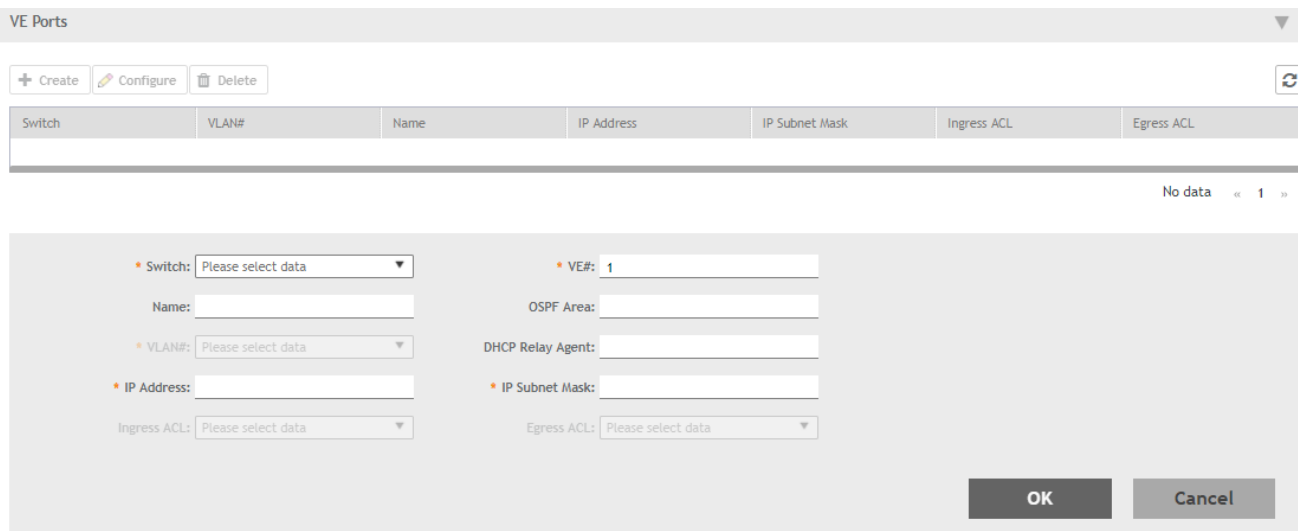 VE Ports
Create Configure Delete
Switch VLAN# Name IP Address IP Subnet Mask Ingress ACL Egress ACL
No data « 1 »
* Switch: Please select data * VE#: 1
Name: OSPF Area:
* VLAN#: Please select data DHCP Relay Agent:
* IP Address: * IP Subnet Mask:
Ingress ACL: Please select data Egress ACL: Please select data
OK Cancel